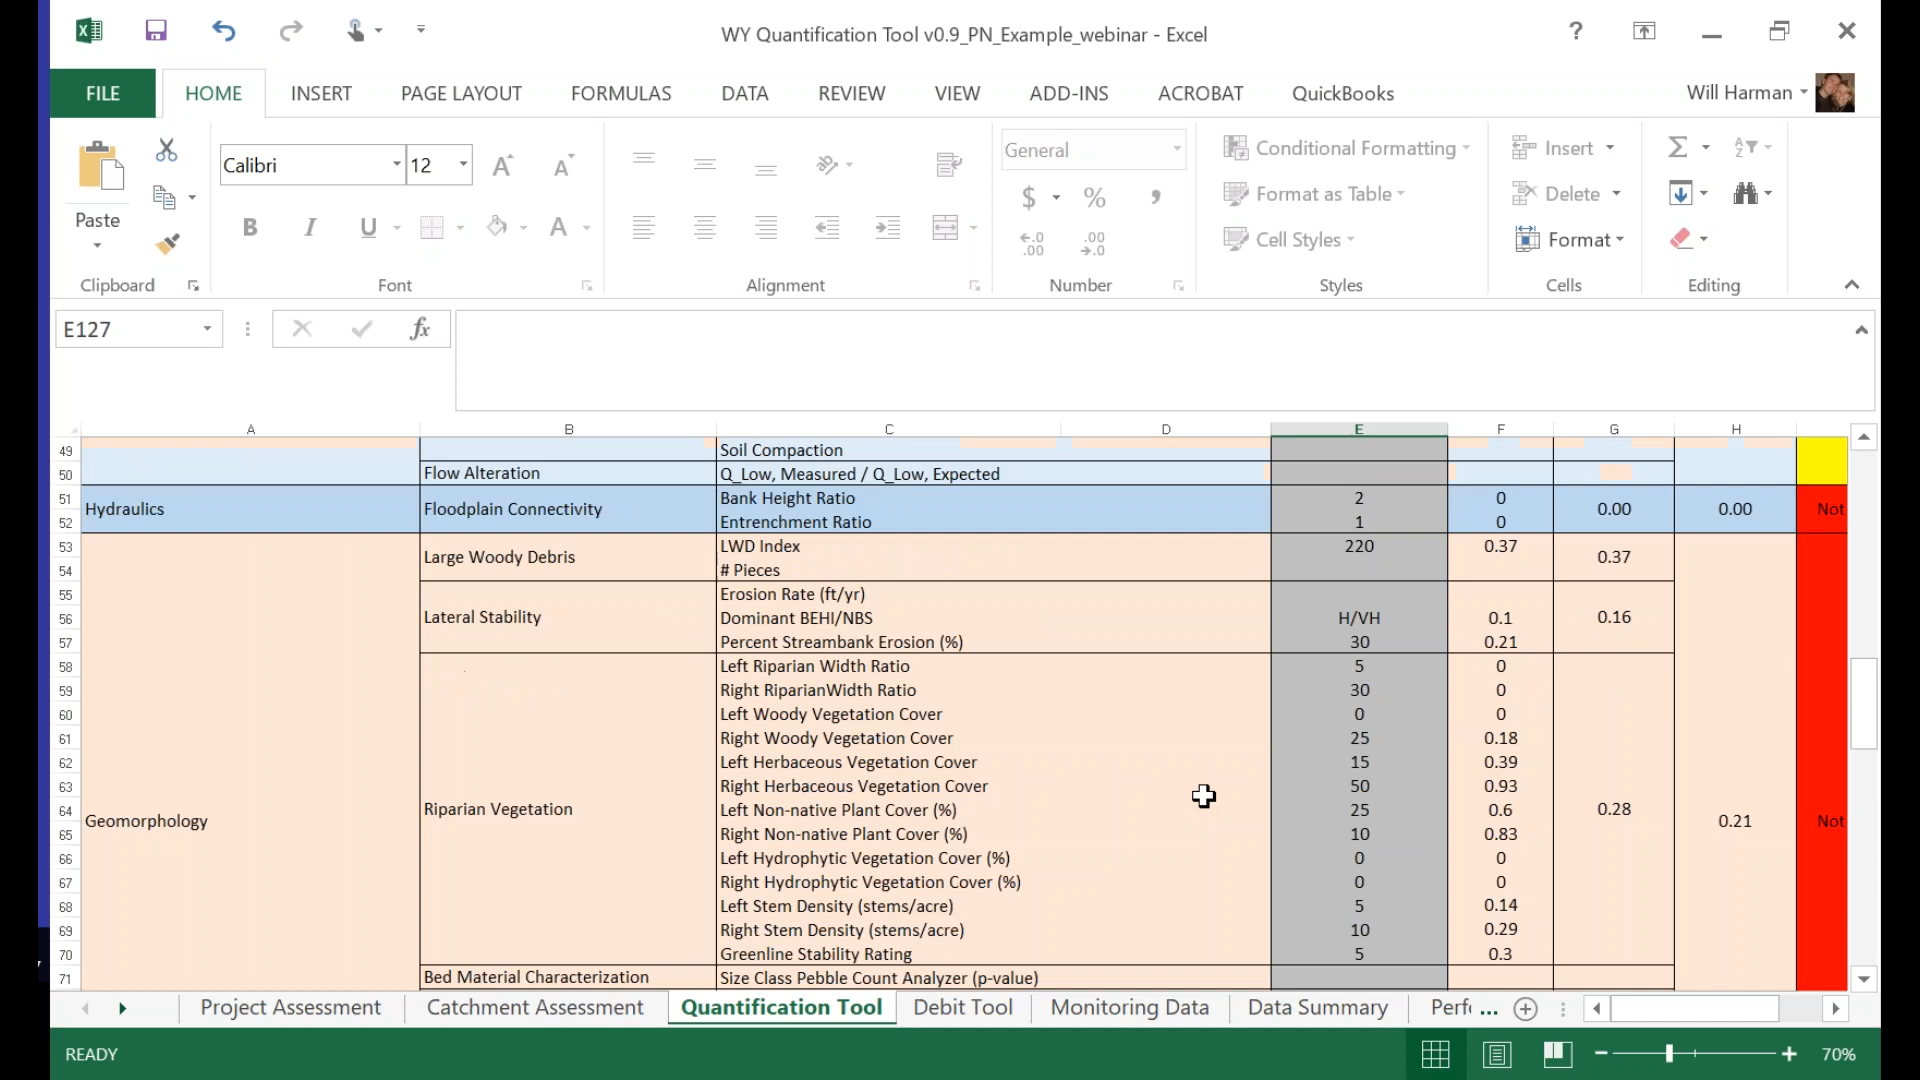 WY Quantification Tool v0.9_PN_Example_webinar - Excel
FILE HOME INSERT PAGE LAYOUT FORMULAS DATA REVIEW VIEW ADD-INS ACROBAT QuickBooks Will Harman
Calibri 12 General Conditional Formatting Insert
Paste $ % , Format as Table Delete
B I U A Cell Styles Format
Clipboard Font Alignment Number Styles Cells Editing
E127 fx
A B C D E F G H
49 Soil Compaction
50 Flow Alteration Q_Low, Measured / Q_Low, Expected
51 Hydraulics Floodplain Connectivity Bank Height Ratio 2 0 0.00 0.00 Not
52 Entrenchment Ratio 1 0
53 Large Woody Debris LWD Index 220 0.37 0.37
54 # Pieces
55 Erosion Rate (ft/yr)
56 Lateral Stability Dominant BEHI/NBS H/VH 0.1 0.16
57 Percent Streambank Erosion (%) 30 0.21
58 Left Riparian Width Ratio 5 0
59 Right RiparianWidth Ratio 30 0
60 Left Woody Vegetation Cover 0 0
61 Right Woody Vegetation Cover 25 0.18
62 Left Herbaceous Vegetation Cover 15 0.39
63 Right Herbaceous Vegetation Cover 50 0.93
64 Geomorphology Riparian Vegetation Left Non-native Plant Cover (%) 25 0.6 0.28 0.21 Not
65 Right Non-native Plant Cover (%) 10 0.83
66 Left Hydrophytic Vegetation Cover (%) 0 0
67 Right Hydrophytic Vegetation Cover (%) 0 0
68 Left Stem Density (stems/acre) 5 0.14
69 Right Stem Density (stems/acre) 10 0.29
70 Greenline Stability Rating 5 0.3
71 Bed Material Characterization Size Class Pebble Count Analyzer (p-value)
Project Assessment Catchment Assessment Quantification Tool Debit Tool Monitoring Data Data Summary Perfc ...
READY 70%